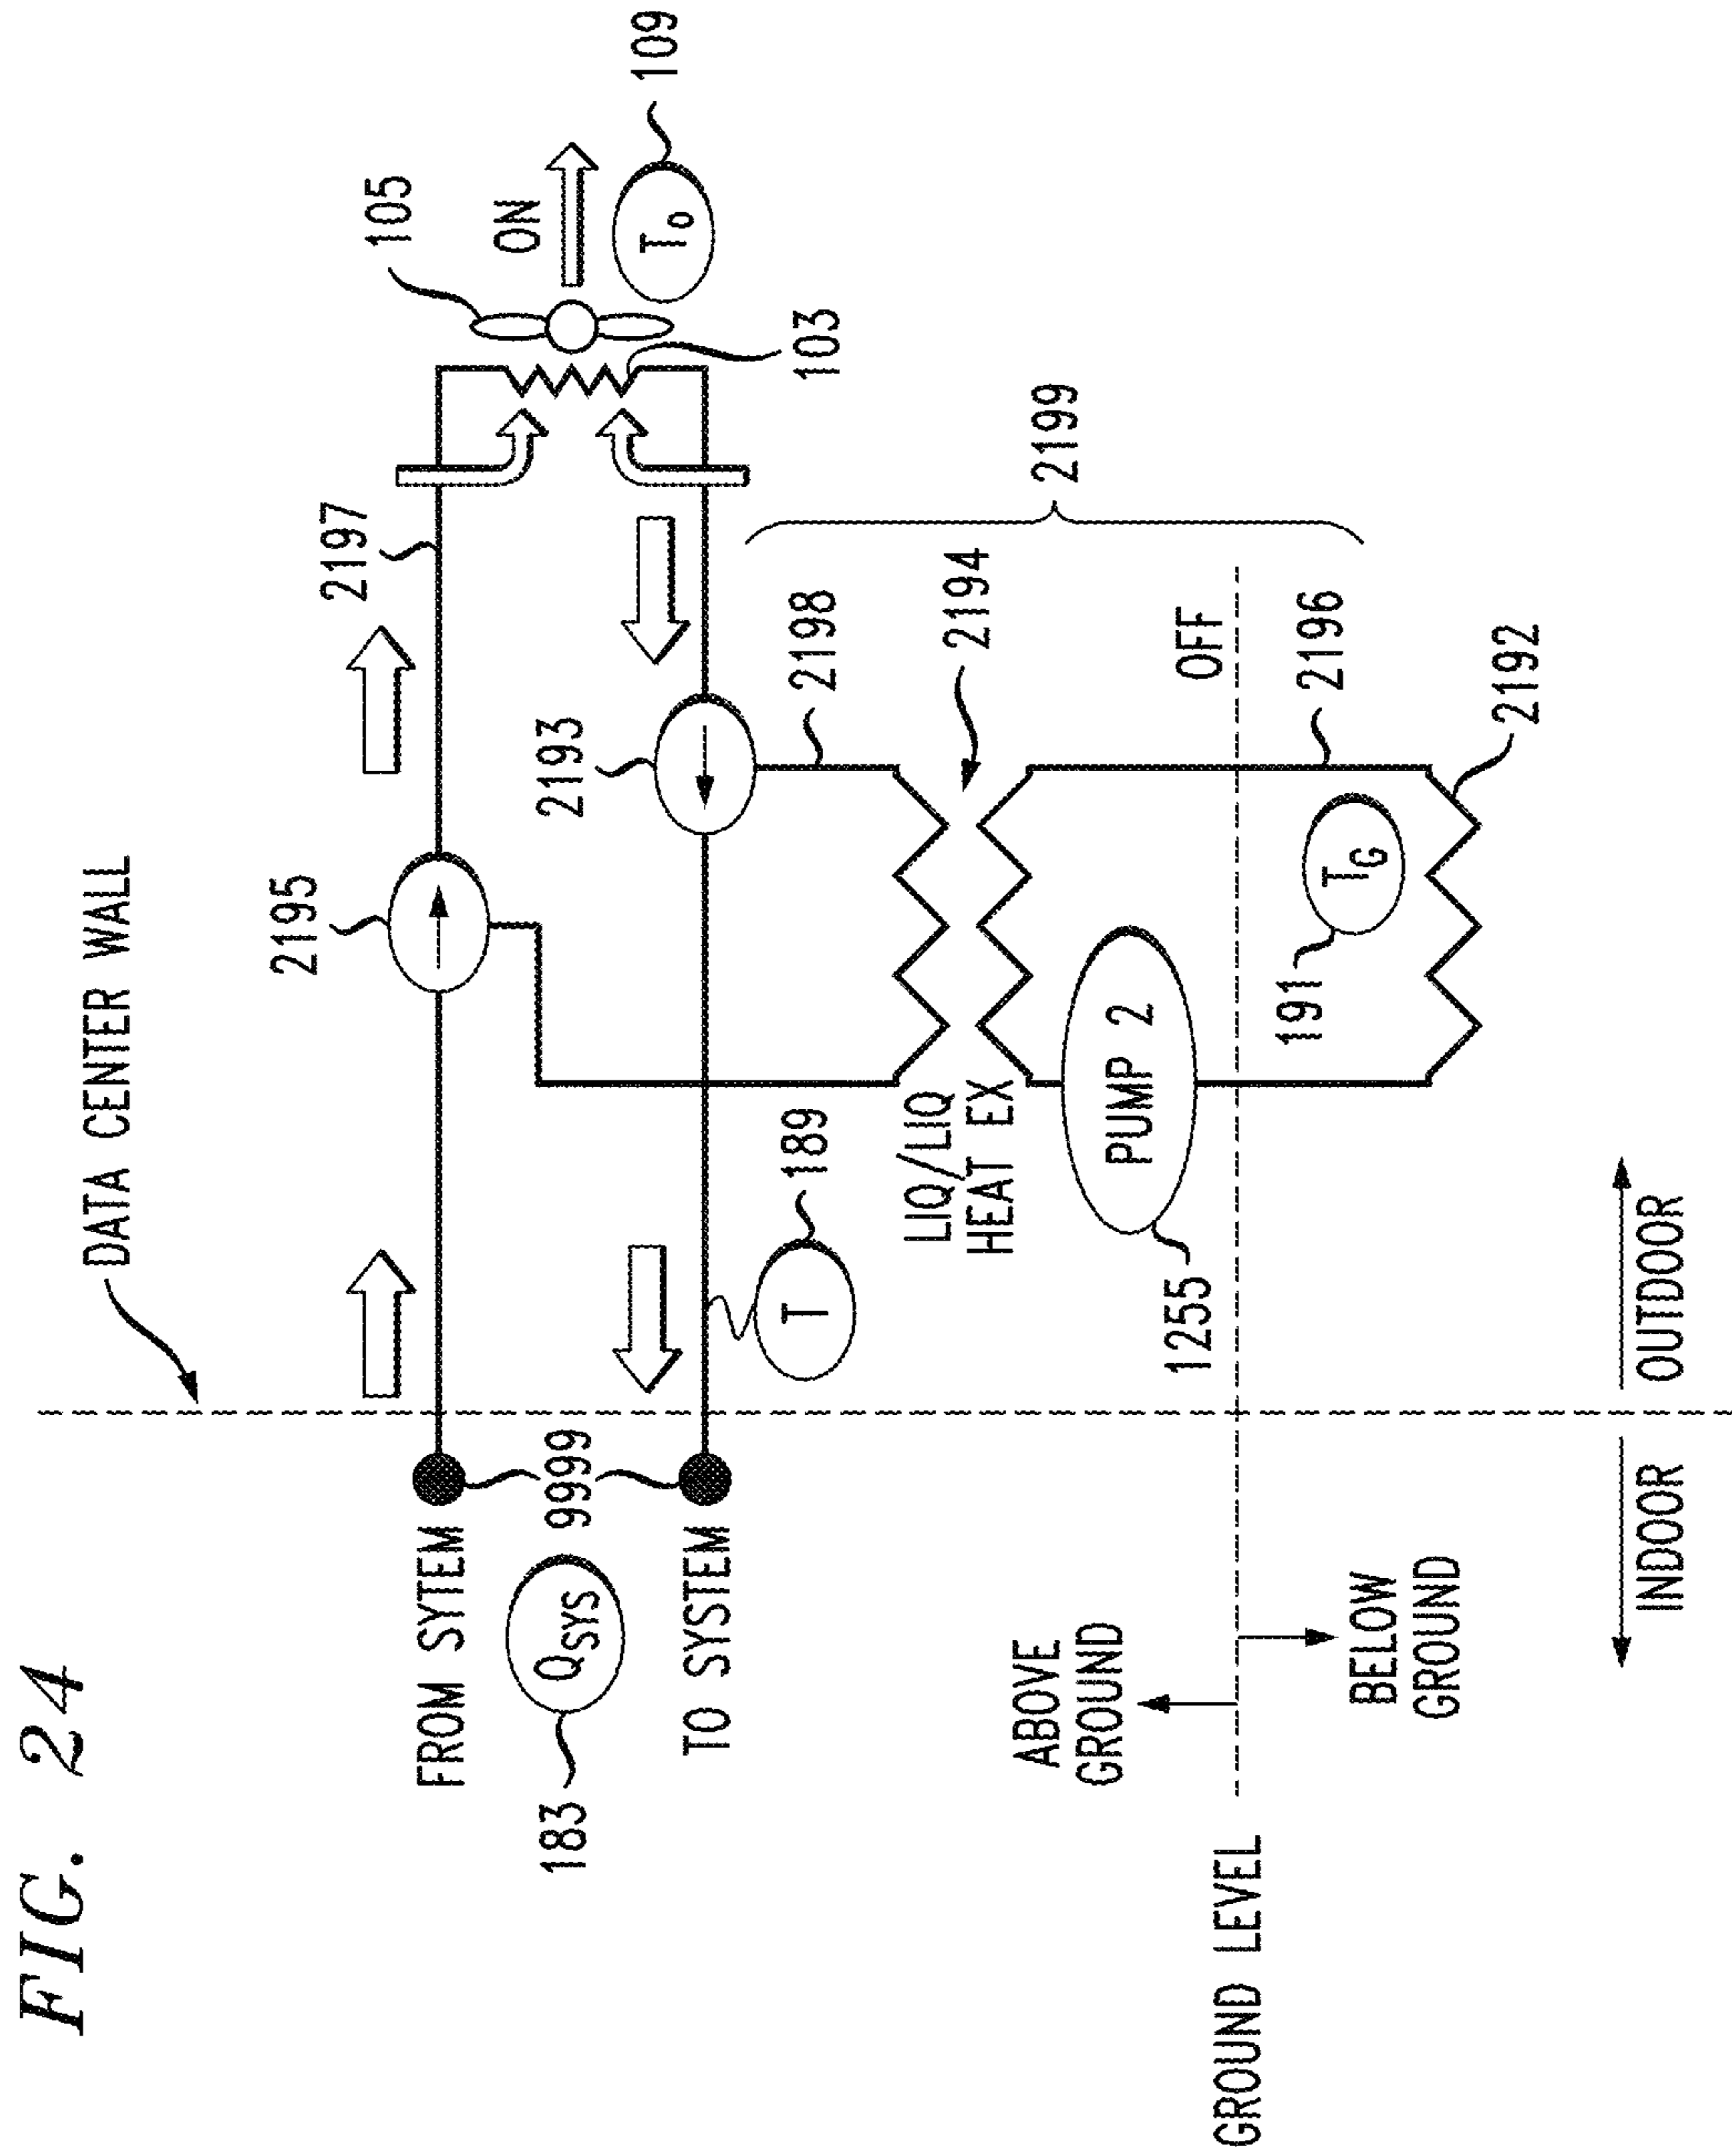 FIG. 24
DATA CENTER WALL
2195
2197
105
ON
T0
109
103
FROM SYTEM
9999
183
QSYS
TO SYSTEM
2193
T
189
2198
2194
2199
LIQ/LIQ
HEAT EX
PUMP 2
1255
OFF
ABOVE
GROUND
GROUND LEVEL
BELOW
GROUND
191
TG
2196
2192
INDOOR
OUTDOOR